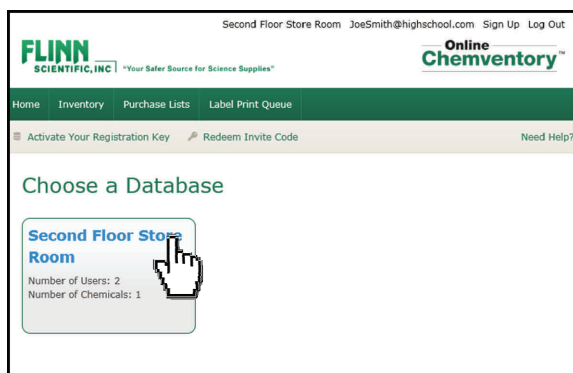 Second Floor Store Room JoeSmith@highschool.com Sign Up Log Out
FLINN
SCIENTIFIC, INC
"Your Safer Source for Science Supplies"
Online
Chemventory™
Home Inventory Purchase Lists Label Print Queue
Activate Your Registration Key Redeem Invite Code Need Help?
Choose a Database
Second Floor Store
Room
Number of Users: 2
Number of Chemicals: 1